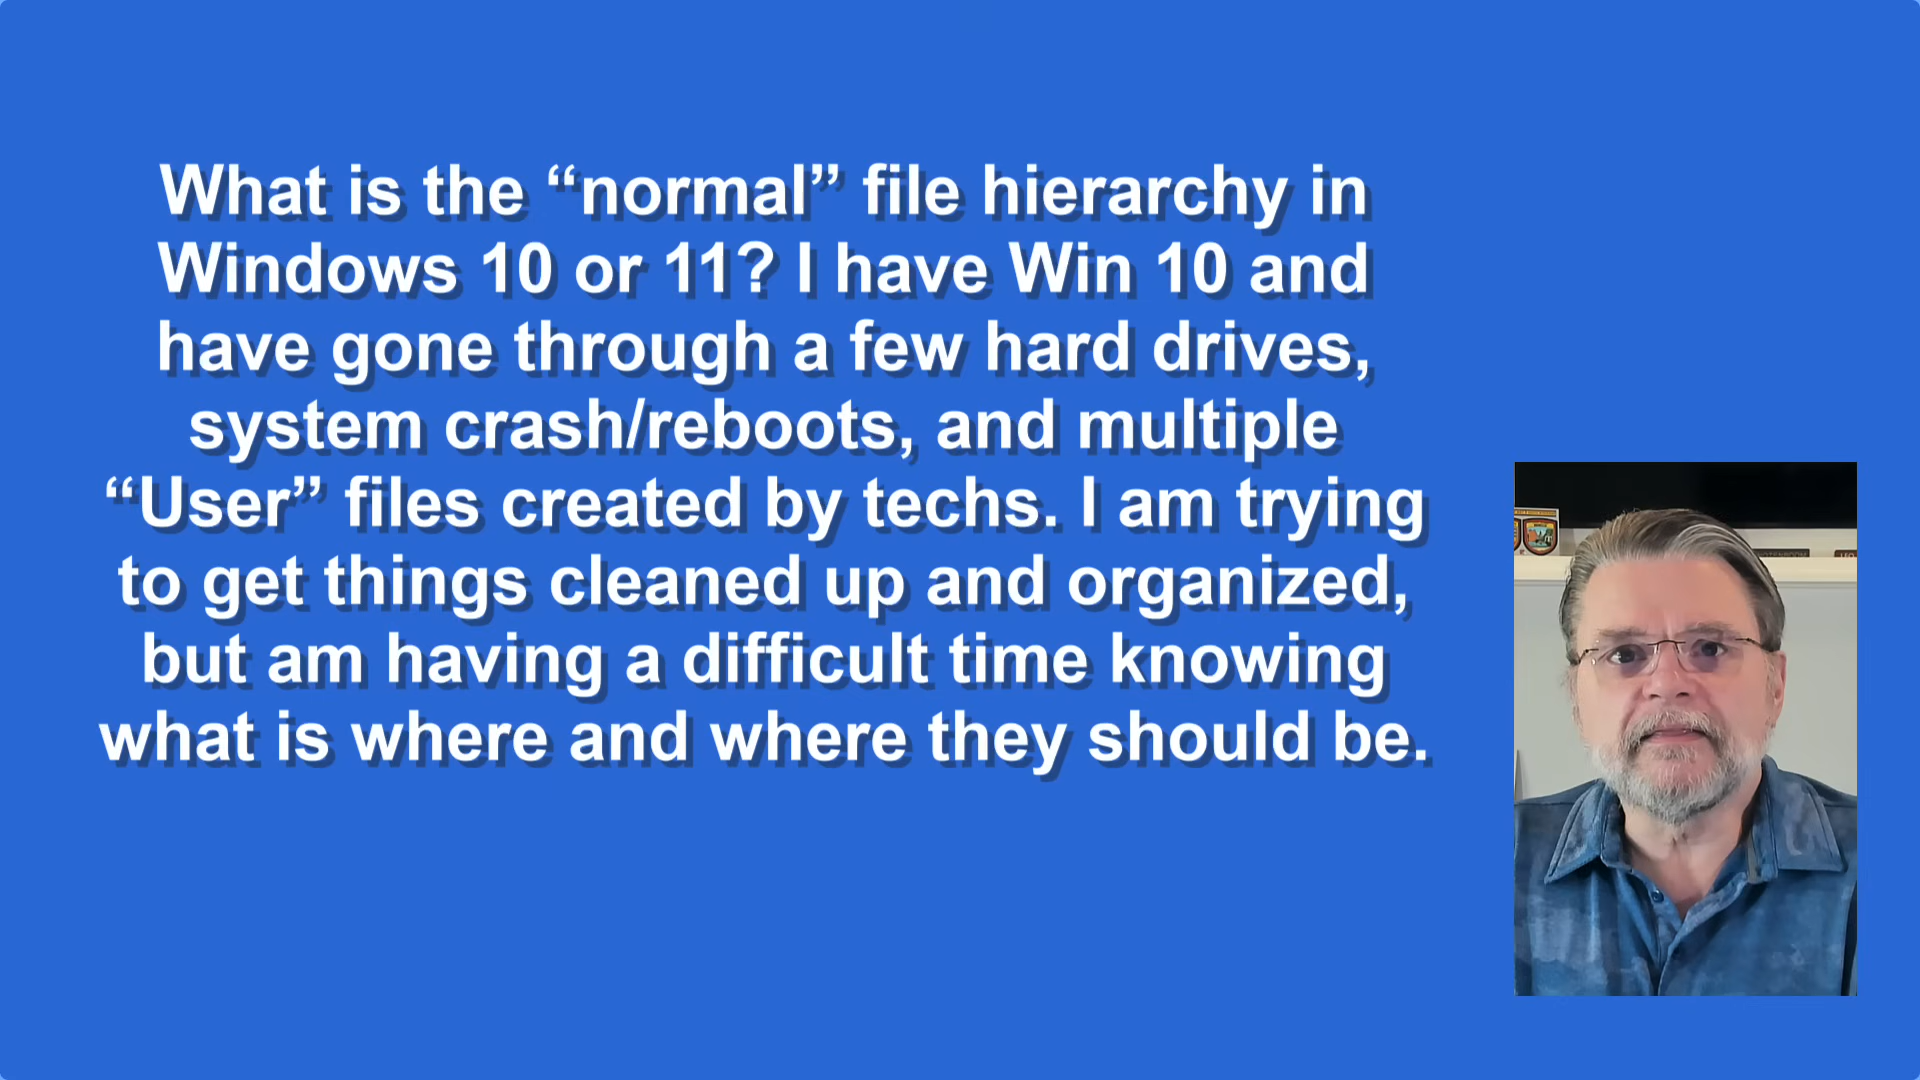 What is the “normal” file hierarchy in
Windows 10 or 11? I have Win 10 and
have gone through a few hard drives,
system crash/reboots, and multiple
“User” files created by techs. I am trying
to get things cleaned up and organized,
but am having a difficult time knowing
what is where and where they should be.